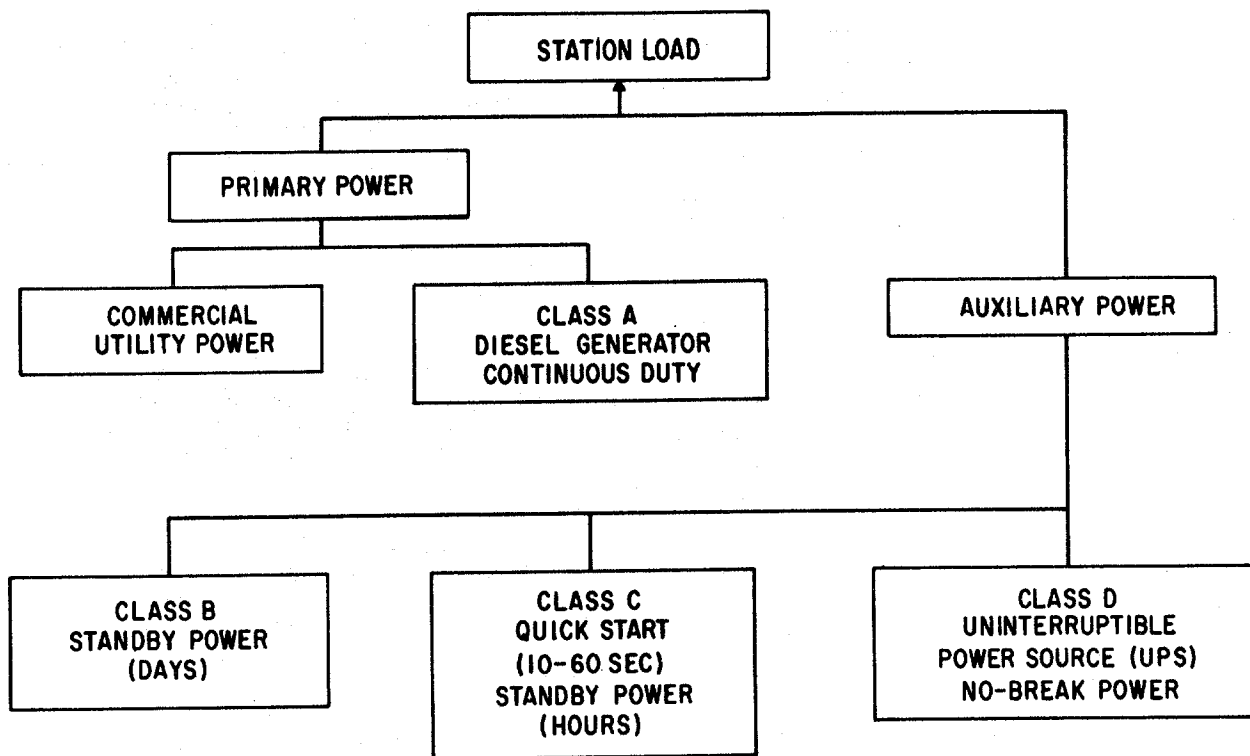 STATION LOAD
PRIMARY POWER
COMMERCIAL
UTILITY POWER
CLASS A
DIESEL GENERATOR
CONTINUOUS DUTY
AUXILIARY POWER
CLASS B
STANDBY POWER
(DAYS)
CLASS C
QUICK START
(10-60 SEC)
STANDBY POWER
(HOURS)
CLASS D
UNINTERRUPTIBLE
POWER SOURCE (UPS)
NO-BREAK POWER